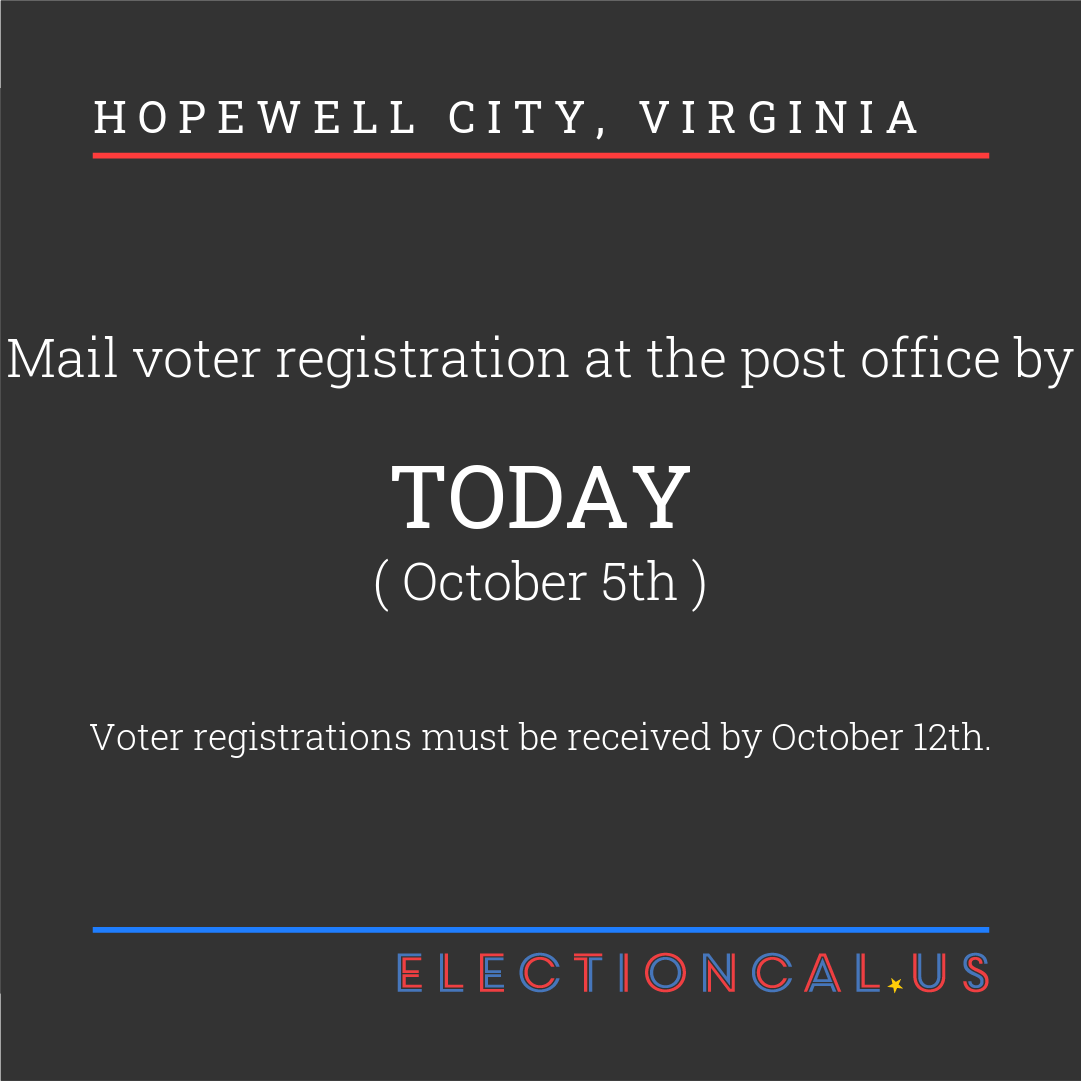 HOPEWELL CITY, VIRGINIA
Mail voter registration at the post office by
TODAY
( October 5th )
Voter registrations must be received by October 12th.
ELECTIONCAL.US